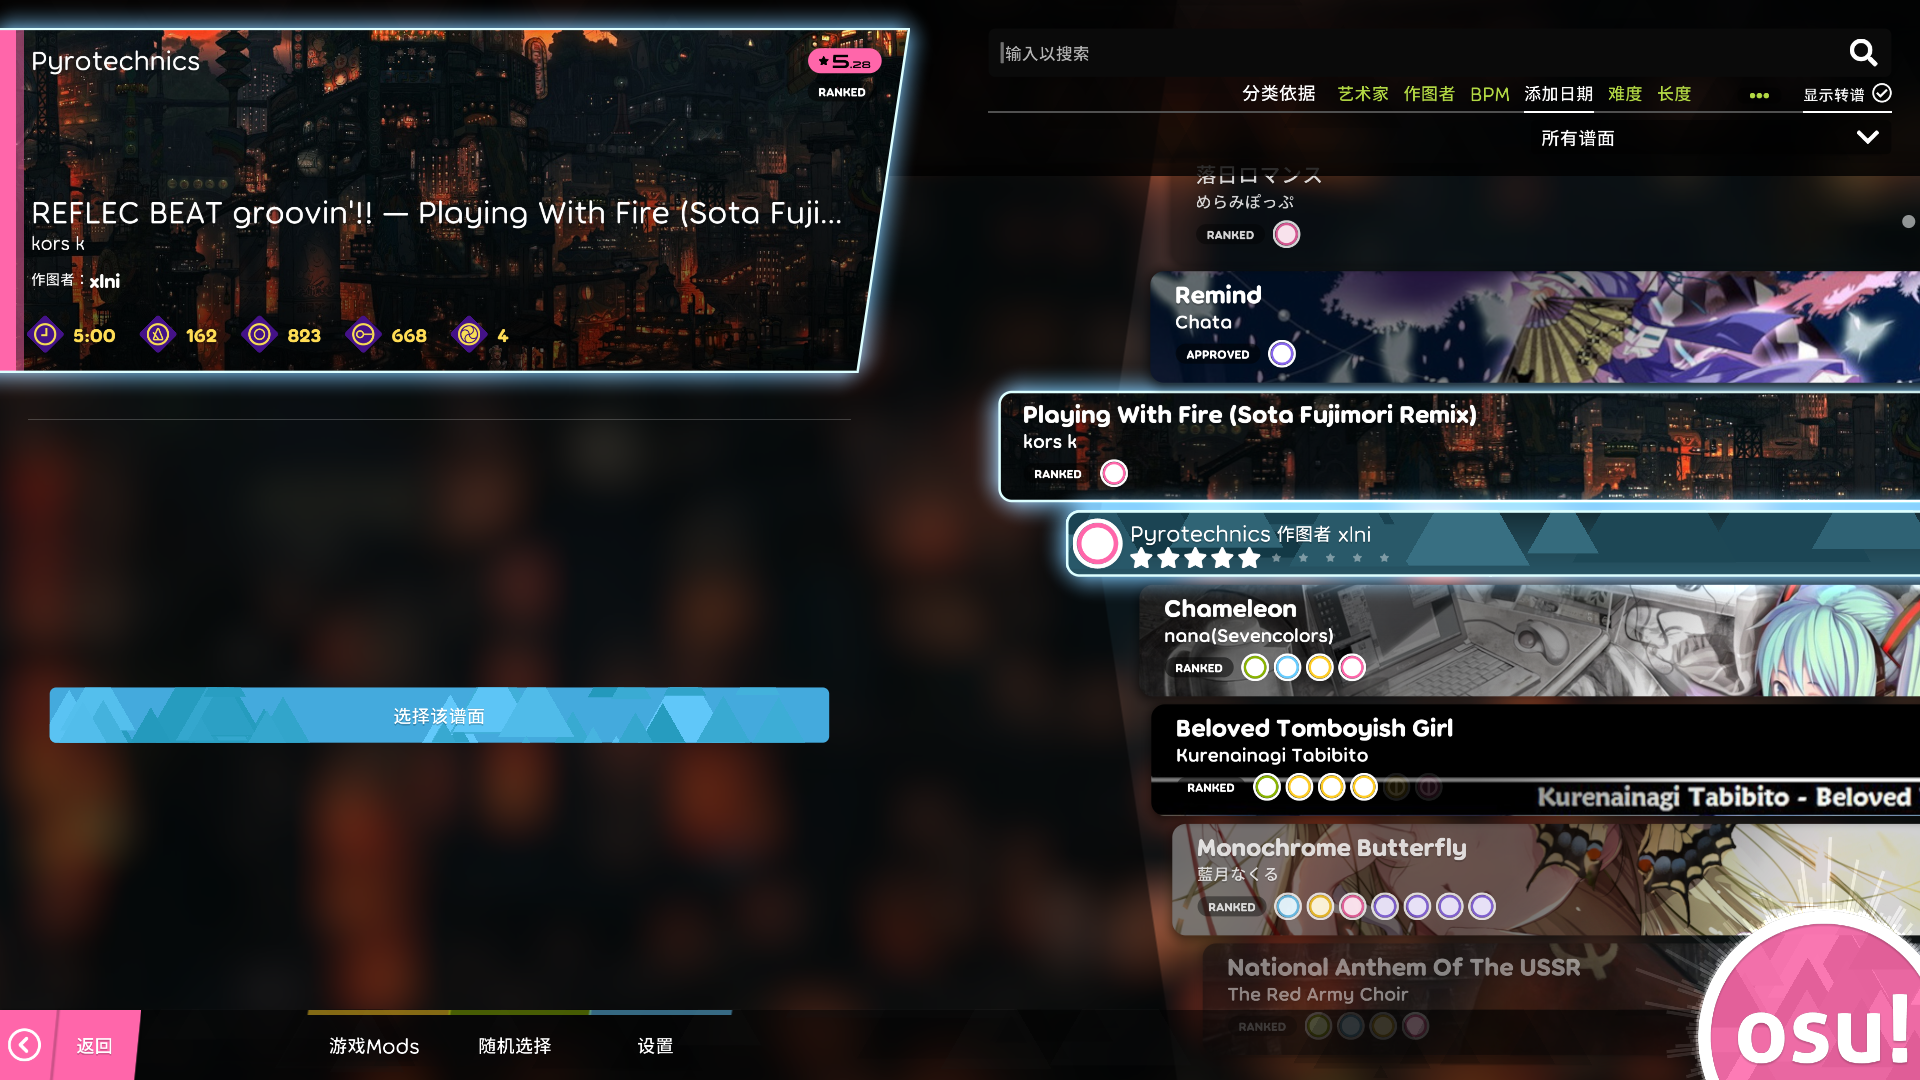 Pyrotechnics
5.28
RANKED
REFLEC BEAT groovin'!! — Playing With Fire (Sota Fuji...
kors k
作图者：xlni
5:00 162 823 668 4
选择该谱面
输入以搜索
分类依据 艺术家 作图者 BPM 添加日期 难度 长度 ••• 显示转谱
所有谱面
落日ロマンス
めらみぽっぷ
RANKED
Remind
Chata
APPROVED
Playing With Fire (Sota Fujimori Remix)
kors k
RANKED
Pyrotechnics 作图者 xlni
Chameleon
nana(Sevencolors)
RANKED
Beloved Tomboyish Girl
Kurenainagi Tabibito
RANKED
Kurenainagi Tabibito - Beloved
Monochrome Butterfly
藍月なくる
RANKED
National Anthem Of The USSR
The Red Army Choir
RANKED
返回
游戏Mods
随机选择
设置
osu!